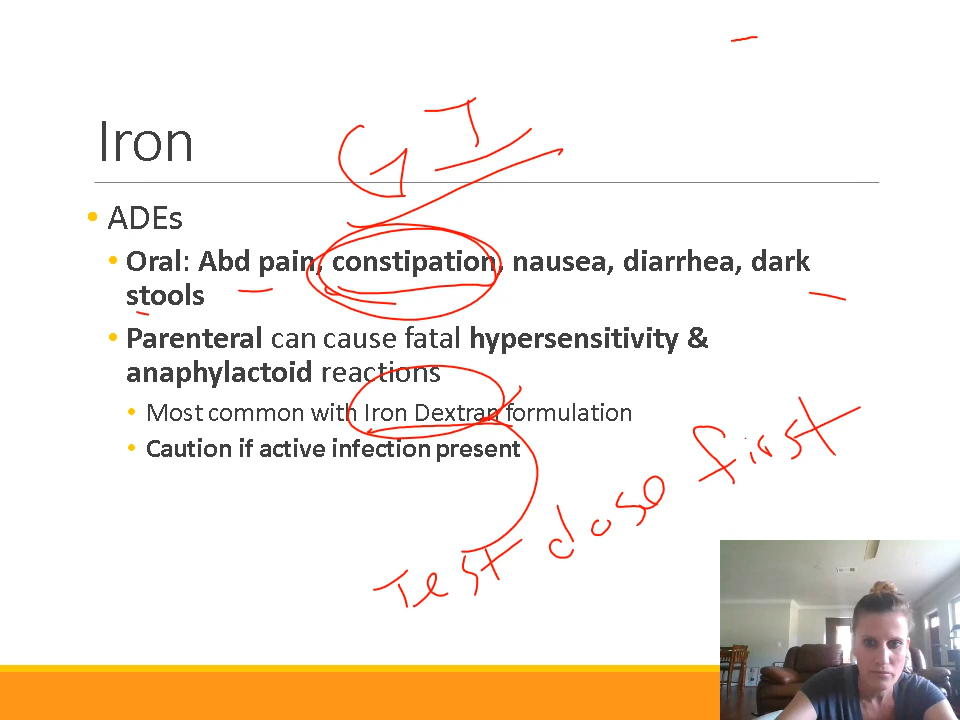 Iron
GI
• ADEs
• Oral: Abd pain, constipation, nausea, diarrhea, dark
stools
• Parenteral can cause fatal hypersensitivity &
anaphylactoid reactions
• Most common with Iron Dextran formulation
• Caution if active infection present
Test dose first